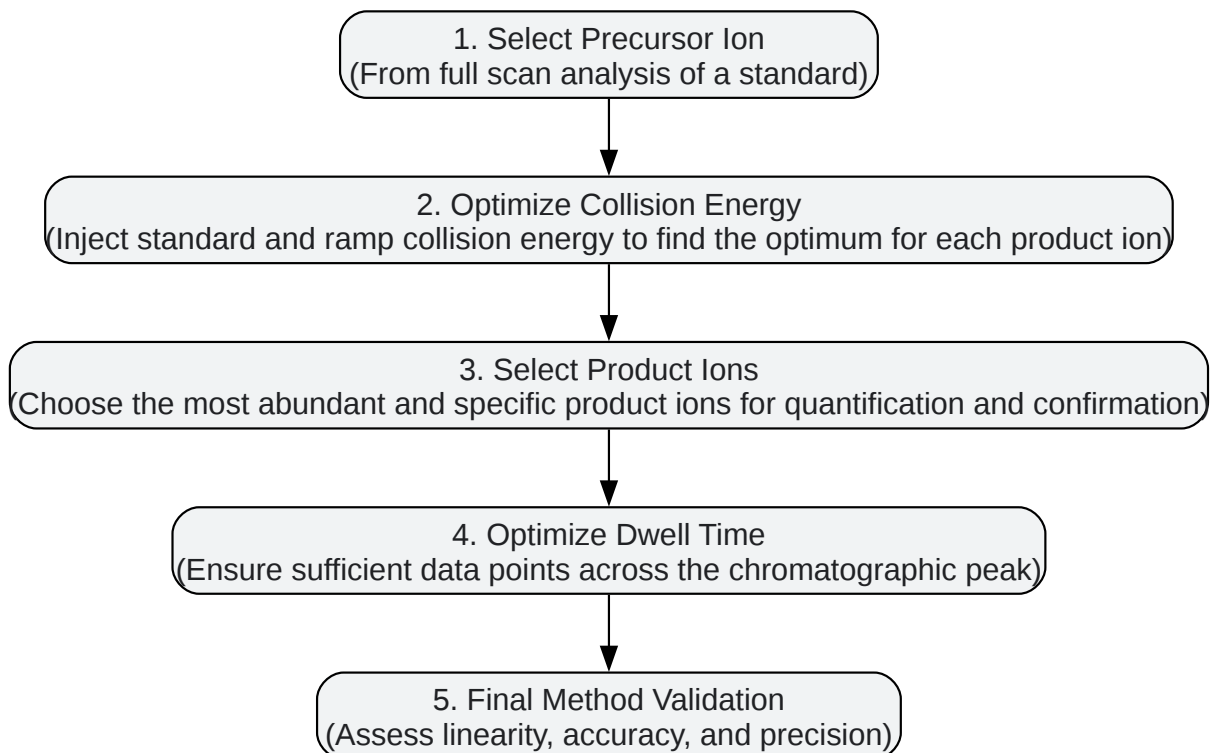 1. Select Precursor Ion
(From full scan analysis of a standard)
2. Optimize Collision Energy
(Inject standard and ramp collision energy to find the optimum for each product ion)
3. Select Product Ions
(Choose the most abundant and specific product ions for quantification and confirmation)
4. Optimize Dwell Time
(Ensure sufficient data points across the chromatographic peak)
5. Final Method Validation
(Assess linearity, accuracy, and precision)